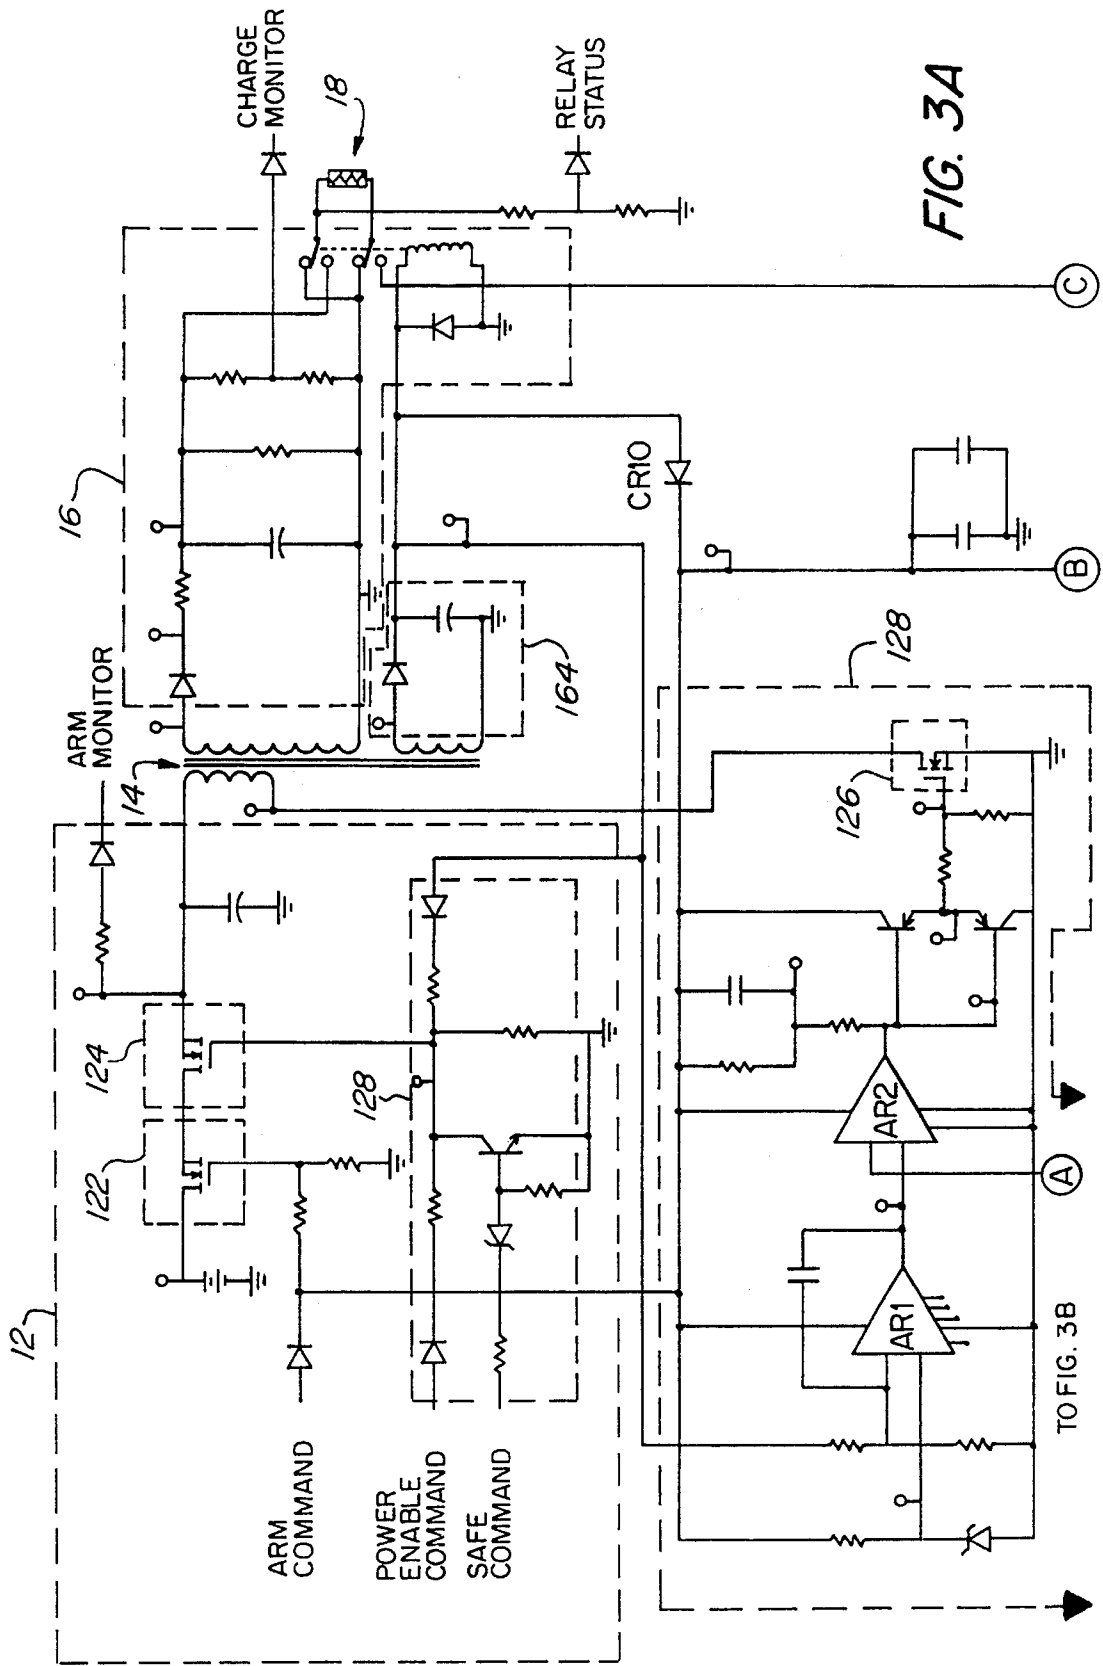 CHARGE
MONITOR
18
RELAY
STATUS
FIG. 3A
16
ARM
MONITOR
14
164
CR10
C
B
128
12
124
122
128
126
AR2
A
AR1
ARM
COMMAND
POWER
ENABLE
COMMAND
SAFE
COMMAND
TO FIG. 3B